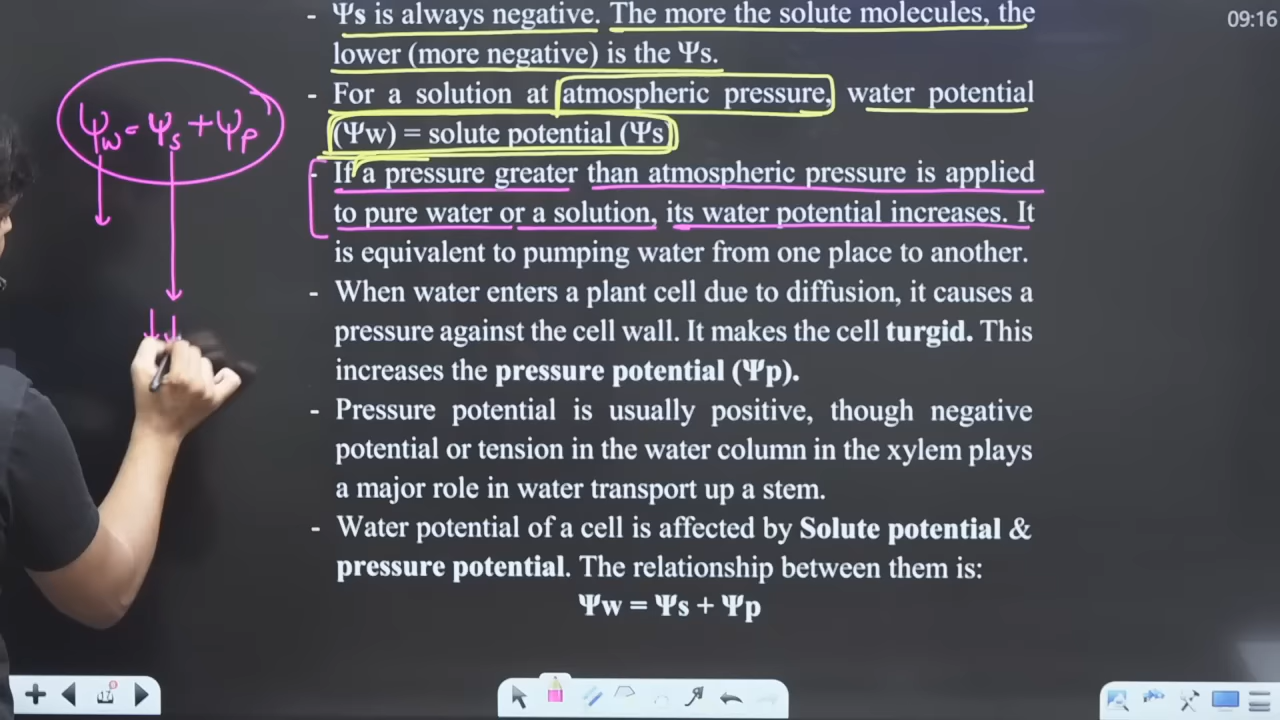 09:16
- Ψs is always negative. The more the solute molecules, the
lower (more negative) is the Ψs.
- For a solution at atmospheric pressure, water potential
(Ψw) = solute potential (Ψs)
- If a pressure greater than atmospheric pressure is applied
to pure water or a solution, its water potential increases. It
is equivalent to pumping water from one place to another.
- When water enters a plant cell due to diffusion, it causes a
pressure against the cell wall. It makes the cell turgid. This
increases the pressure potential (Ψp).
- Pressure potential is usually positive, though negative
potential or tension in the water column in the xylem plays
a major role in water transport up a stem.
- Water potential of a cell is affected by Solute potential &
pressure potential. The relationship between them is:
Ψw = Ψs + Ψp
Ψw = Ψs + Ψp